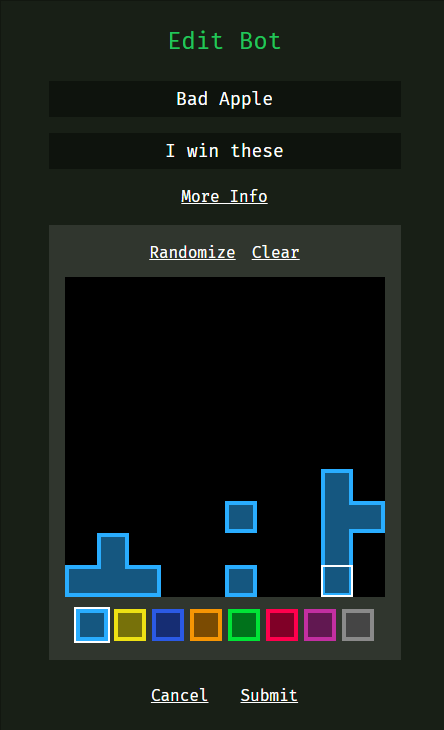 Edit Bot
Bad Apple
I win these
More Info
Randomize Clear
Cancel Submit